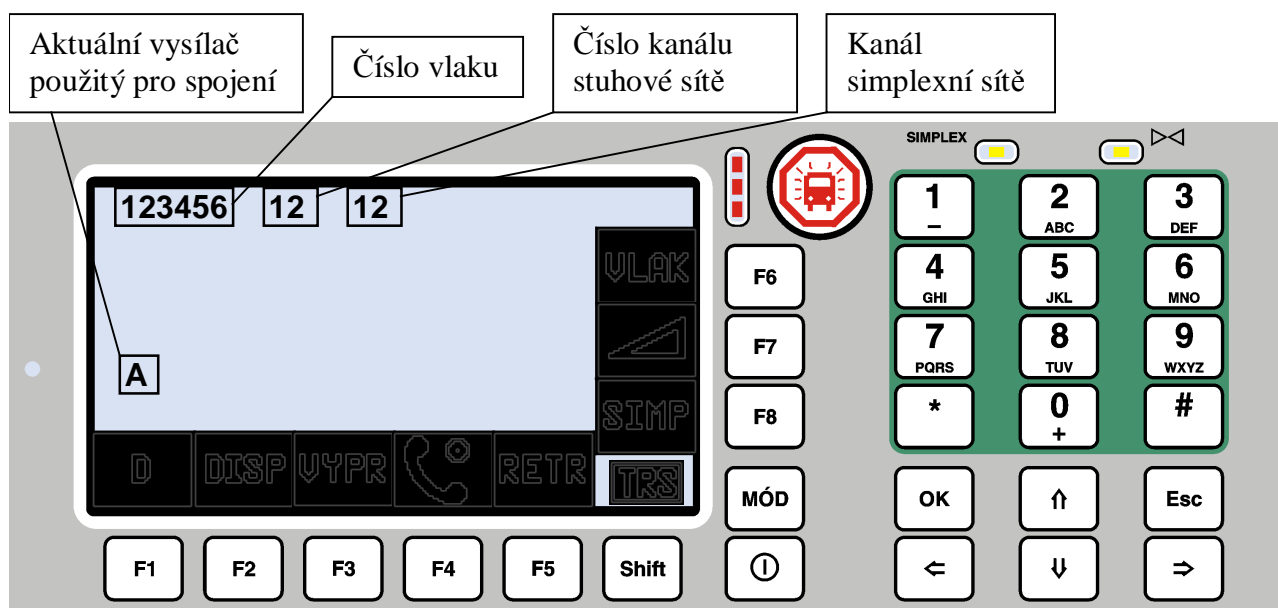 Aktuální vysílač
použitý pro spojení
Číslo vlaku
Číslo kanálu
stuhové sítě
Kanál
simplexní sítě
SIMPLEX
123456 12 12
A
VLAK
SIMP
D DISP VYPR RETR TRS
F1 F2 F3 F4 F5 Shift
F6
F7
F8
MÓD
1 2 3
– ABC DEF
4 5 6
GHI JKL MNO
7 8 9
PQRS TUV WXYZ
* 0 #
+
OK ⇑ Esc
⇐ ⇓ ⇒